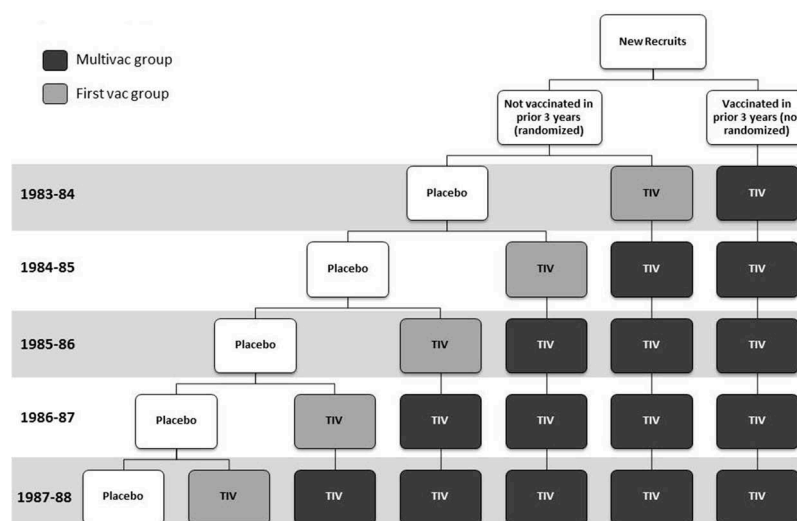 New Recruits
Multivac group
First vac group
Not vaccinated in
prior 3 years
(randomized)
Vaccinated in
prior 3 years (no
randomized)
1983-84
Placebo
TIV
TIV
1984-85
Placebo
TIV
TIV
TIV
1985-86
Placebo
TIV
TIV
TIV
TIV
1986-87
Placebo
TIV
TIV
TIV
TIV
TIV
1987-88
Placebo
TIV
TIV
TIV
TIV
TIV
TIV